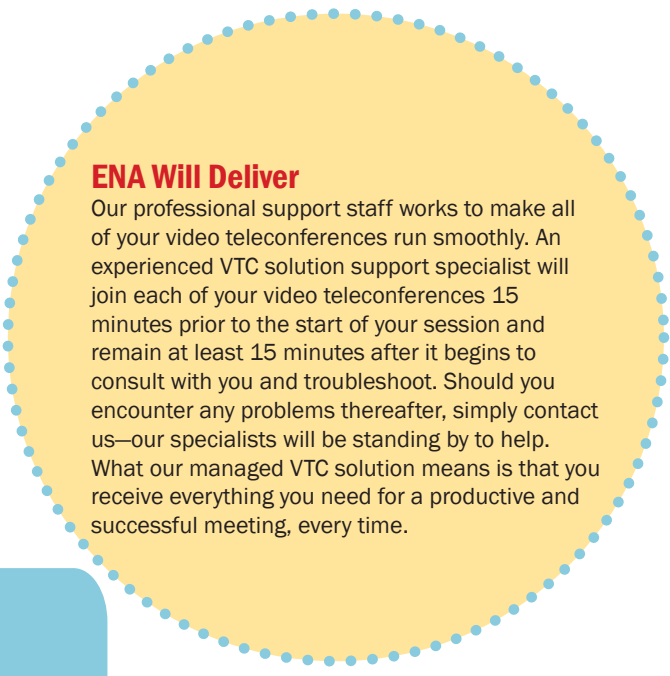 ENA Will Deliver
Our professional support staff works to make all
of your video teleconferences run smoothly. An
experienced VTC solution support specialist will
join each of your video teleconferences 15
minutes prior to the start of your session and
remain at least 15 minutes after it begins to
consult with you and troubleshoot. Should you
encounter any problems thereafter, simply contact
us—our specialists will be standing by to help.
What our managed VTC solution means is that you
receive everything you need for a productive and
successful meeting, every time.